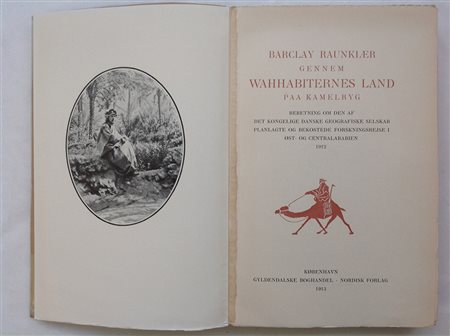 BARCLAY RAUNKLÆR
GENNEM
WAHHABITERNES LAND
PAA KAMELRYG
BERETNING OM DEN AF
DET KONGELIGE DANSKE GEOGRAFISKE SELSKAB
PLANLAGTE OG BEKOSTEDE FORSKNINGSREJSE I
ØST- OG CENTRALARABIEN
1912
KØBENHAVN
GYLDENDALSKE BOGHANDEL · NORDISK FORLAG
1913